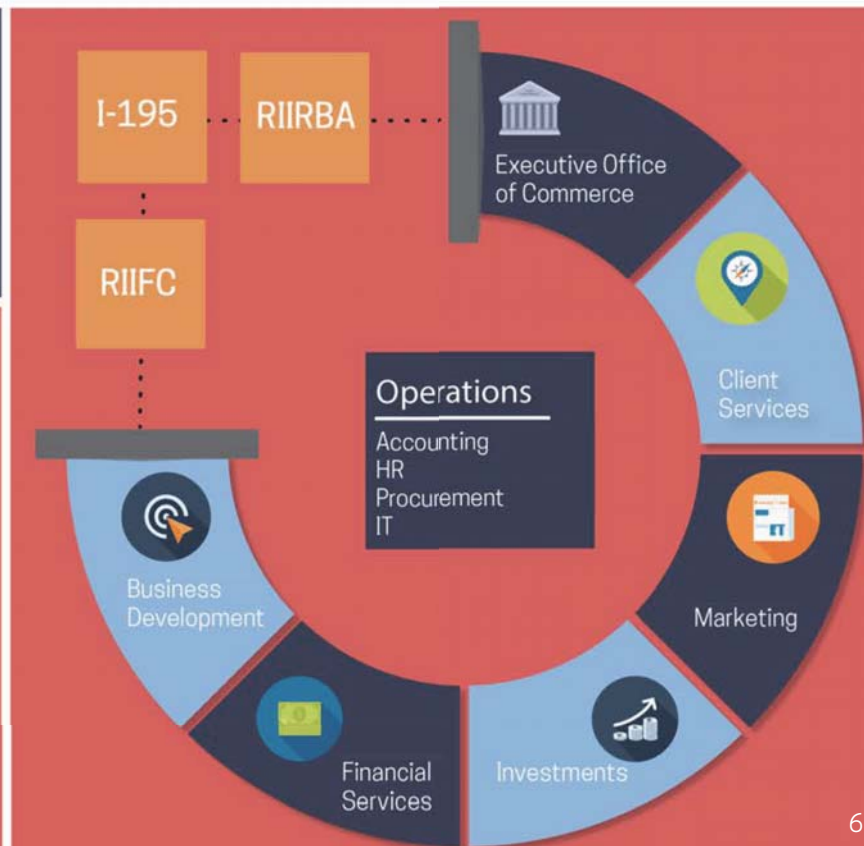 I-195
RIIRBA
RIIFC
Executive Office
of Commerce
Client
Services
Marketing
Investments
Financial
Services
Business
Development
Operations
Accounting
HR
Procurement
IT
6